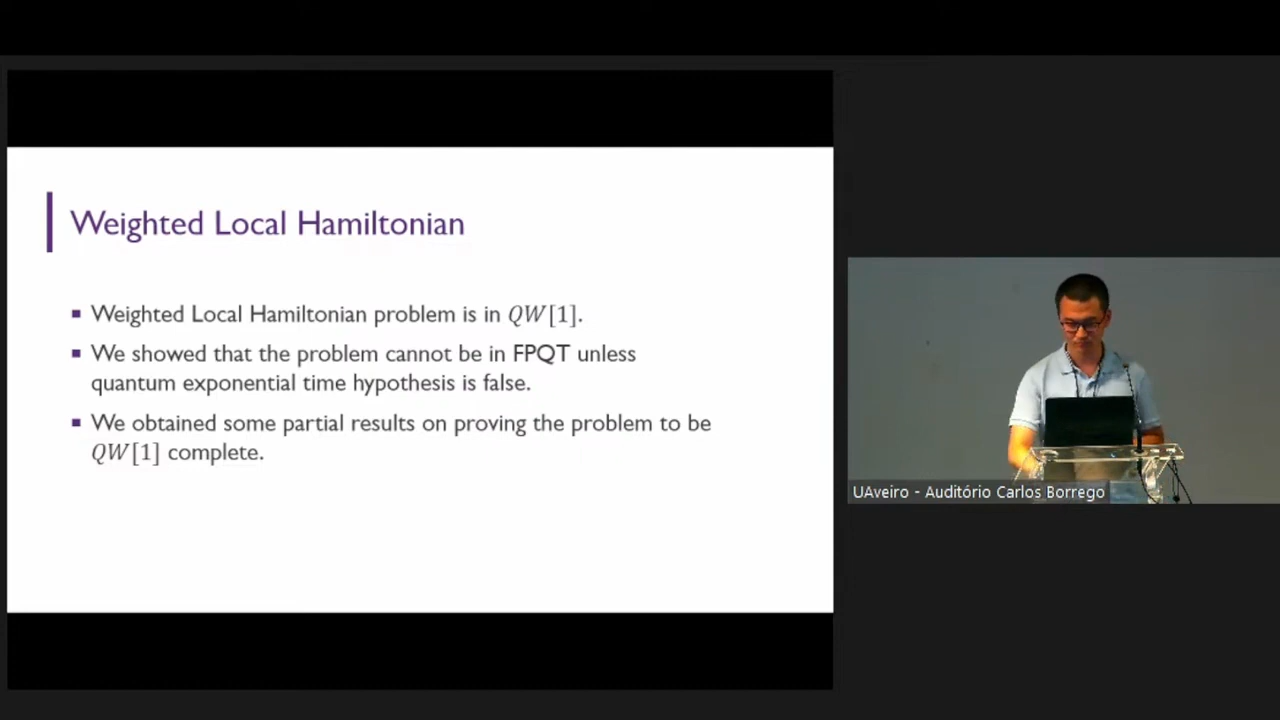 Weighted Local Hamiltonian
▪ Weighted Local Hamiltonian problem is in QW[1].
▪ We showed that the problem cannot be in FPQT unless
quantum exponential time hypothesis is false.
▪ We obtained some partial results on proving the problem to be
QW[1] complete.
UAveiro - Auditório Carlos Borrego